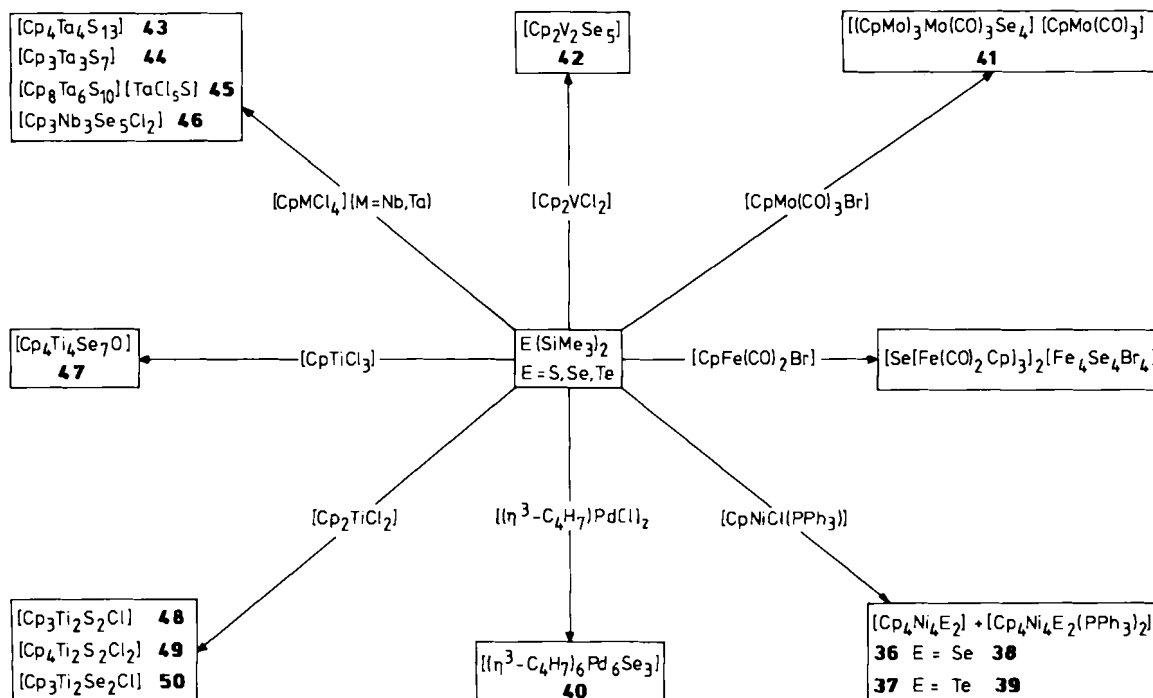 [Cp₄Ta₄S₁₃] 43
[Cp₃Ta₃S₇] 44
[Cp₈Ta₆S₁₀][TaCl₅S] 45
[Cp₃Nb₃Se₅Cl₂] 46
[Cp₂V₂Se₅]
42
[(CpMo)₃Mo(CO)₃Se₄] [CpMo(CO)₃]
41
[CpMCl₄](M=Nb,Ta)
[Cp₂VCl₂]
[CpMo(CO)₃Br]
[Cp₄Ti₄Se₇O]
47
[CpTiCl₃]
E(SiMe₃)₂
E=S,Se,Te
[CpFe(CO)₂Br]
[Se[Fe(CO)₂Cp]₃]₂[Fe₄Se₄Br₄]
[Cp₂TiCl₂]
[(η³-C₄H₇)PdCl]₂
[CpNiCl(PPh₃)]
[Cp₃Ti₂S₂Cl] 48
[Cp₄Ti₂S₂Cl₂] 49
[Cp₃Ti₂Se₂Cl] 50
[(η³-C₄H₇)₆Pd₆Se₃]
40
[Cp₄Ni₄E₂] + [Cp₄Ni₄E₂(PPh₃)₂]
36 E = Se 38
37 E = Te 39